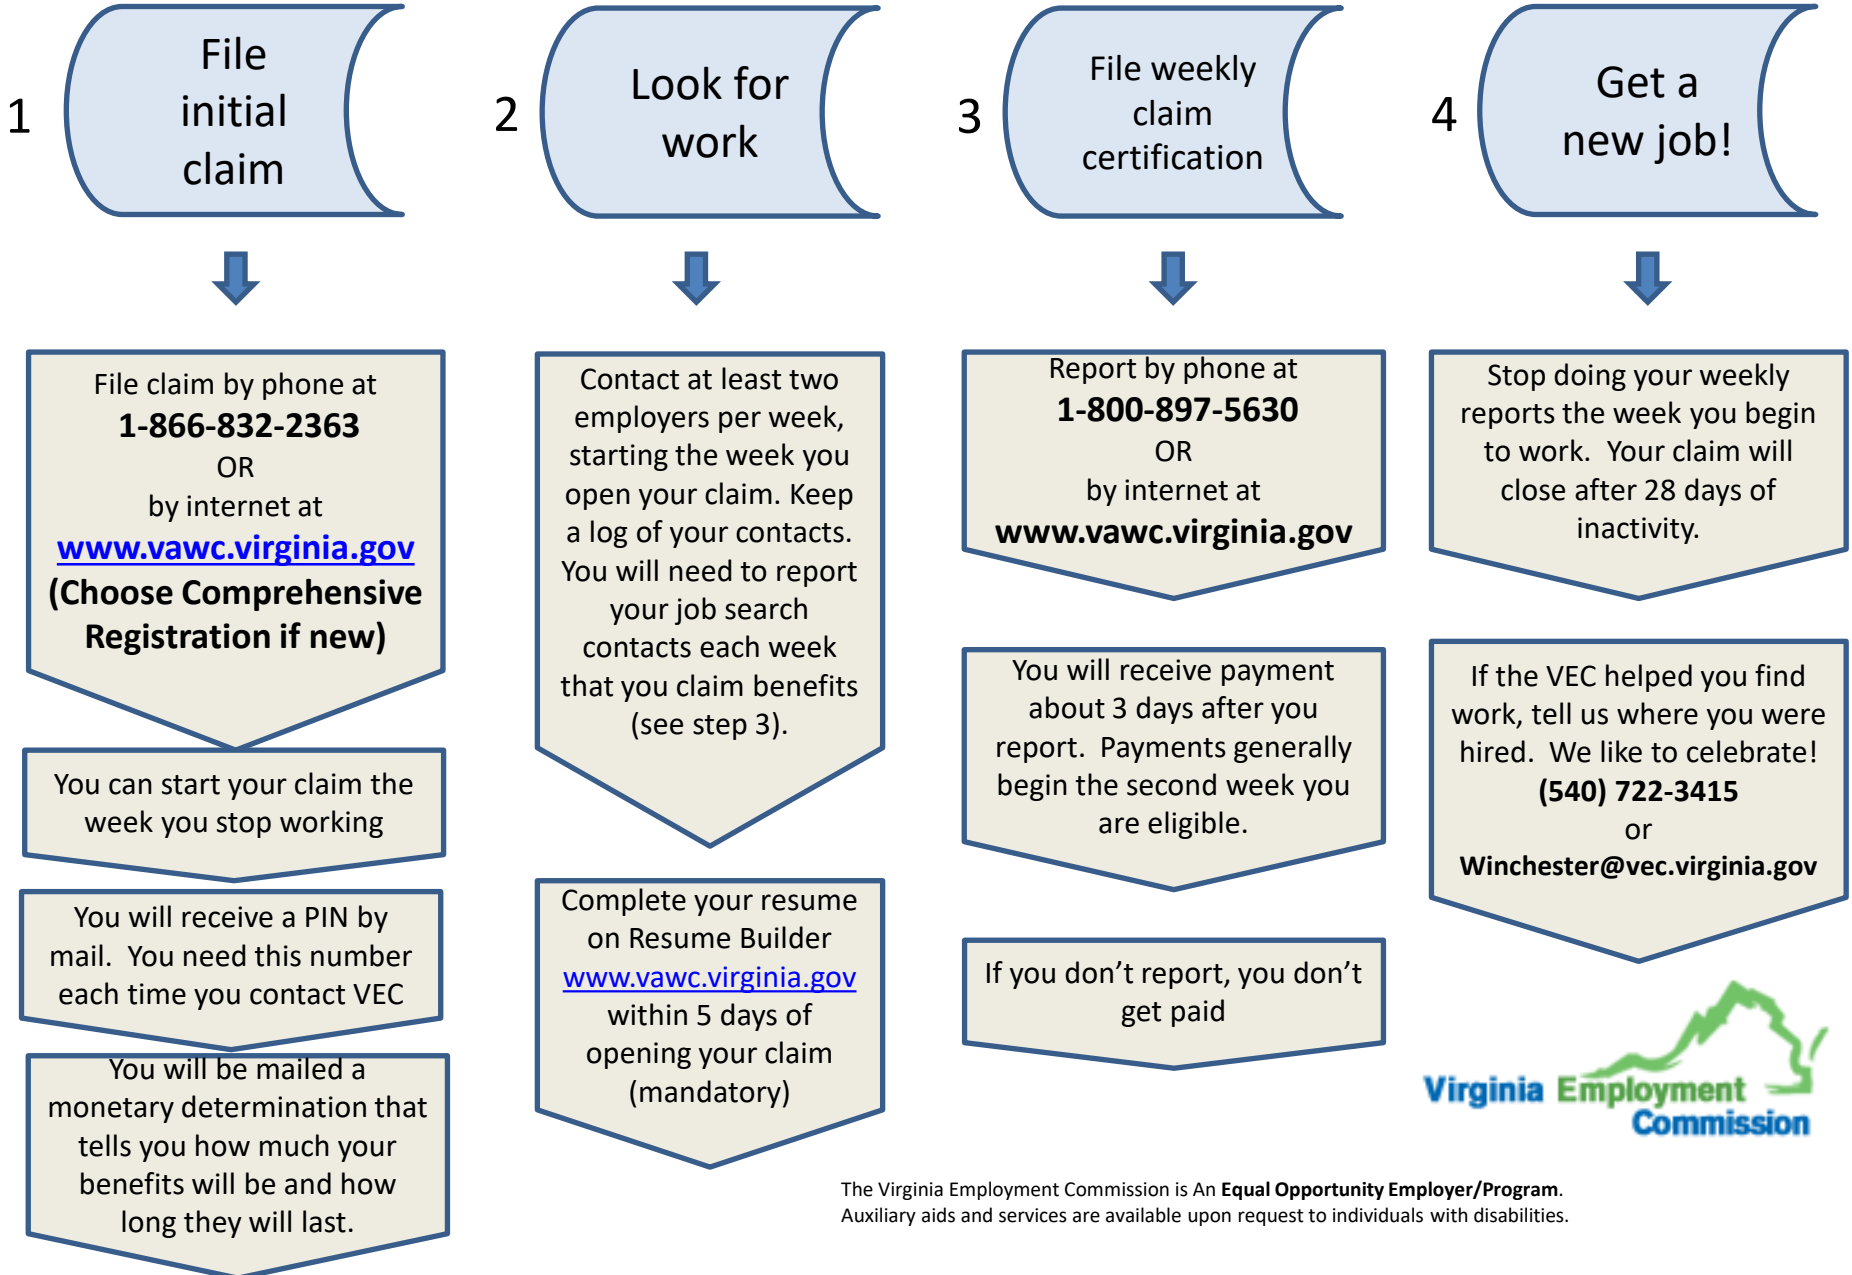 1
File
initial
claim
File claim by phone at
1-866-832-2363
OR
by internet at
www.vawc.virginia.gov
(Choose Comprehensive
Registration if new)
You can start your claim the
week you stop working
You will receive a PIN by
mail.  You need this number
each time you contact VEC
You will be mailed a
monetary determination that
tells you how much your
benefits will be and how
long they will last.
2
Look for
work
Contact at least two
employers per week,
starting the week you
open your claim. Keep
a log of your contacts.
You will need to report
your job search
contacts each week
that you claim benefits
(see step 3).
Complete your resume
on Resume Builder
www.vawc.virginia.gov
within 5 days of
opening your claim
(mandatory)
3
File weekly
claim
certification
Report by phone at
1-800-897-5630
OR
by internet at
www.vawc.virginia.gov
You will receive payment
about 3 days after you
report.  Payments generally
begin the second week you
are eligible.
If you don’t report, you don’t
get paid
4
Get a
new job!
Stop doing your weekly
reports the week you begin
to work.  Your claim will
close after 28 days of
inactivity.
If the VEC helped you find
work, tell us where you were
hired.  We like to celebrate!
(540) 722-3415
or
Winchester@vec.virginia.gov
Virginia Employment
Commission
The Virginia Employment Commission is An Equal Opportunity Employer/Program.
Auxiliary aids and services are available upon request to individuals with disabilities.